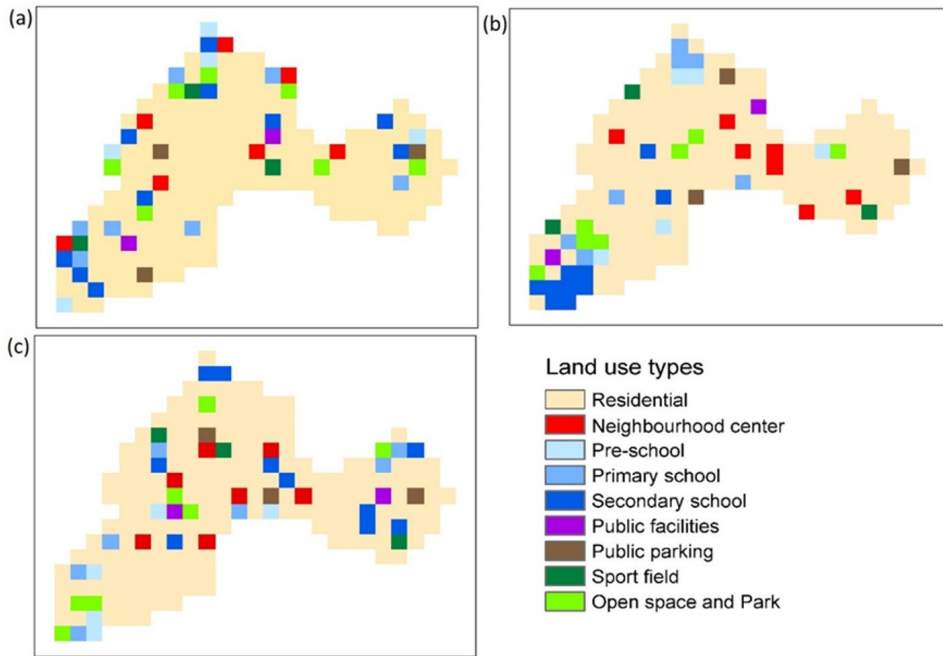 (a)
(b)
(c)
Land use types
Residential
Neighbourhood center
Pre-school
Primary school
Secondary school
Public facilities
Public parking
Sport field
Open space and Park